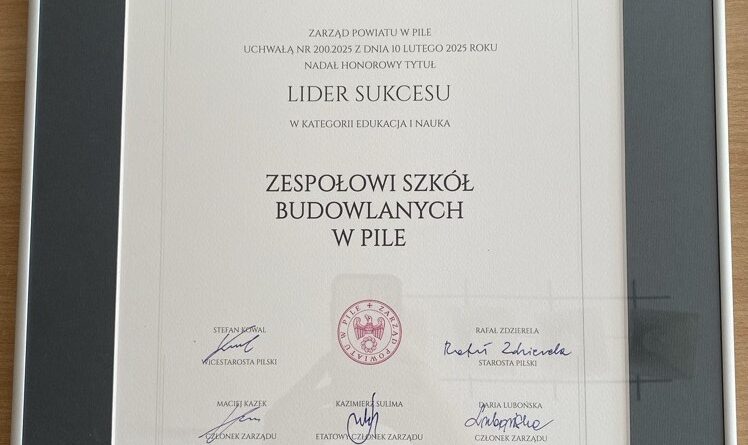 ZARZĄD POWIATU W PILE
UCHWAŁĄ NR 200.2025 Z DNIA 10 LUTEGO 2025 ROKU
NADAŁ HONOROWY TYTUŁ
LIDER SUKCESU
W KATEGORII EDUKACJA I NAUKA
ZESPOŁOWI SZKÓŁ
BUDOWLANYCH
W PILE
STEFAN KOWAL
WICESTAROSTA PILSKI
ZARZĄD POWIATU W PILE
RAFAŁ ZDZIERELA
Rafał Zdzierela
STAROSTA PILSKI
MACIEJ KAZEK
CZŁONEK ZARZĄDU
KAZIMIERZ SULIMA
ETATOWY CZŁONEK ZARZĄDU
DARIA LUBOŃSKA
CZŁONEK ZARZĄDU